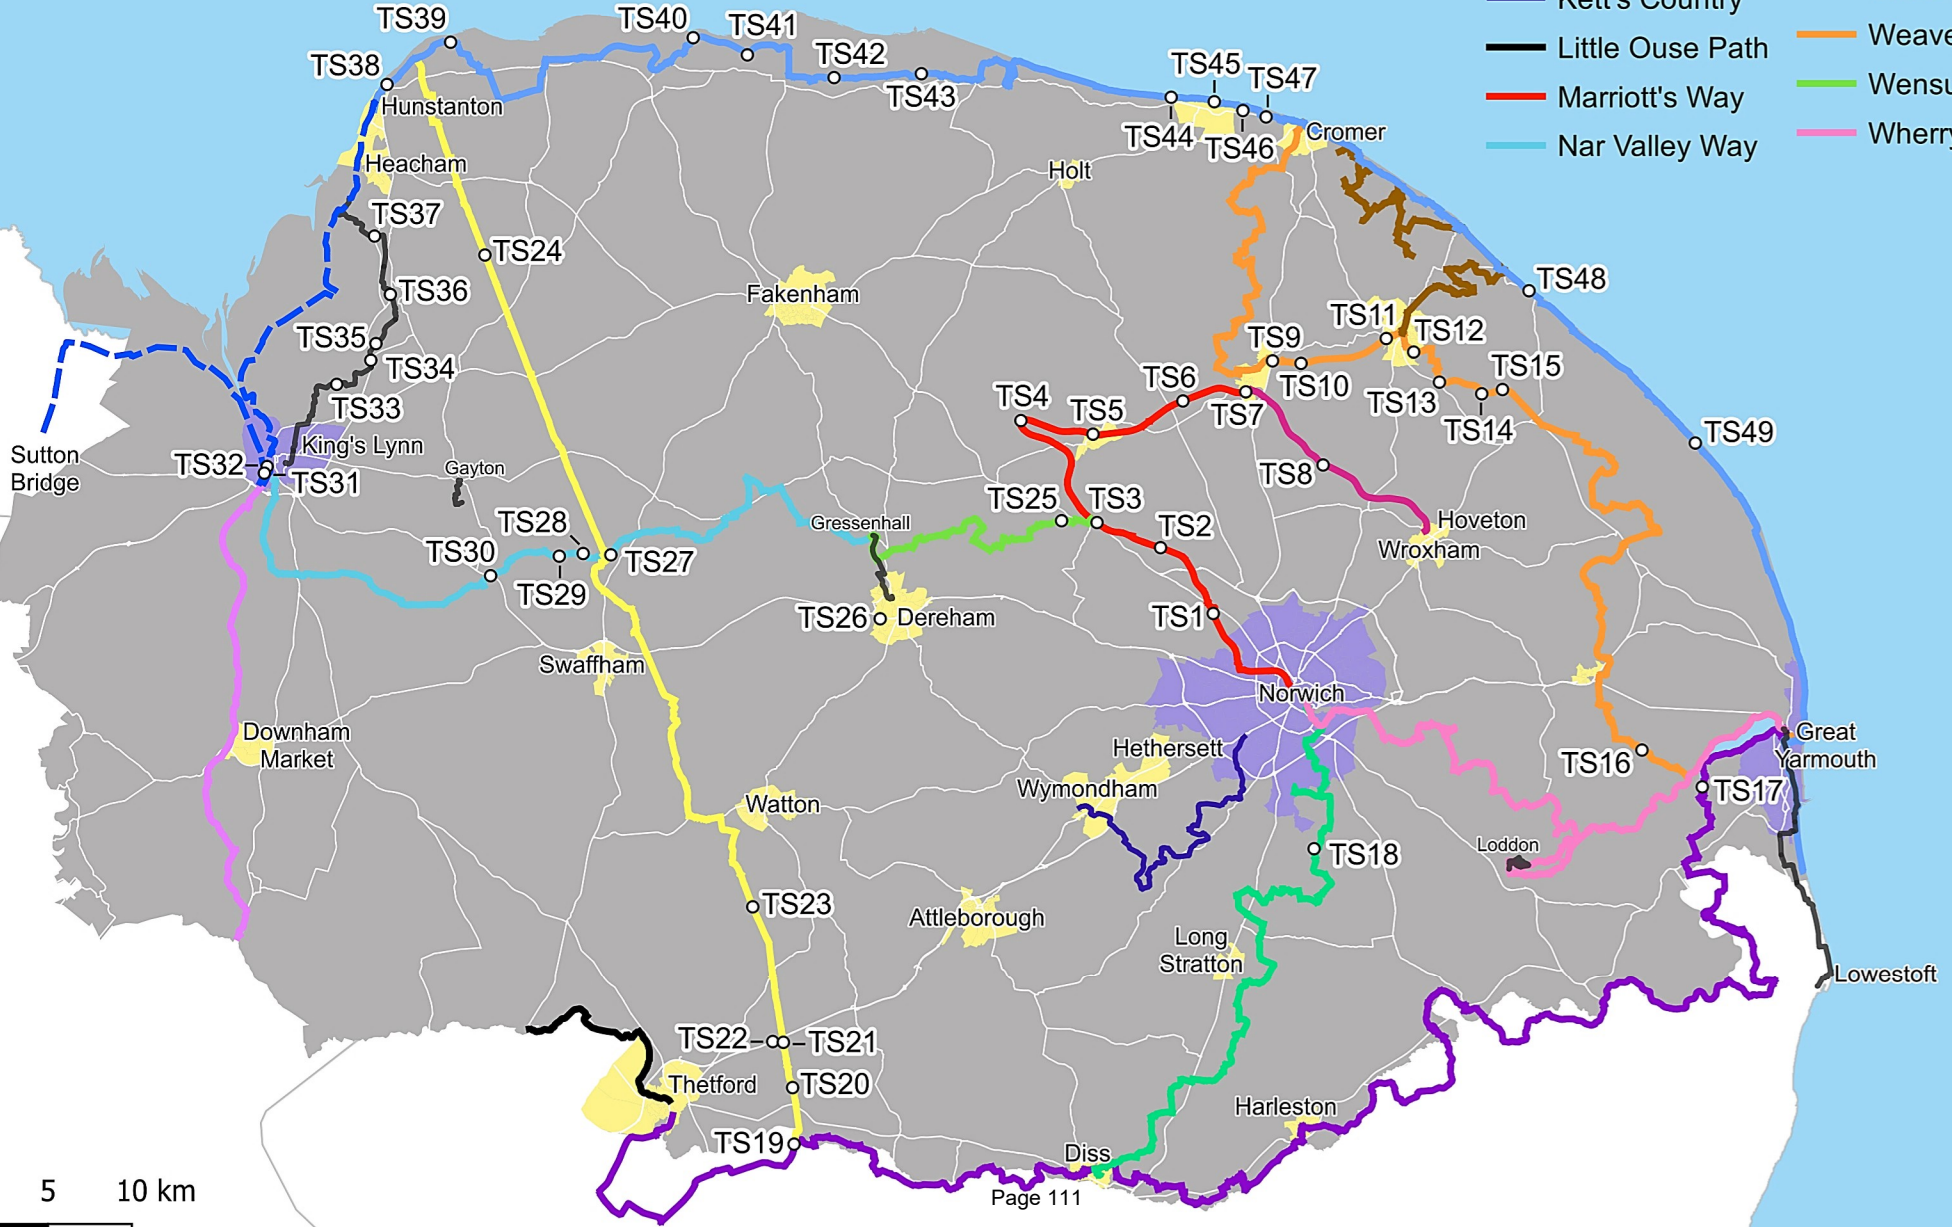 Kett's Country
Little Ouse Path
Marriott's Way
Nar Valley Way
Weave
Wensu
Wherry
TS39
TS40
TS41
TS38
TS42
TS43
TS45
TS47
TS44
TS46
Hunstanton
Cromer
Heacham
Holt
TS37
TS24
TS36
Fakenham
TS48
TS35
TS34
TS33
TS11
TS12
TS9
TS10
TS15
TS13
TS14
TS6
TS7
TS4
TS5
TS49
Sutton
Bridge
King's Lynn
TS32
TS31
Gayton
TS8
TS25
TS3
TS2
Hoveton
Wroxham
TS28
Gressenhall
TS30
TS29
TS27
TS26
Dereham
TS1
Swaffham
Norwich
Downham
Market
Hethersett
Wymondham
TS16
Great
Yarmouth
TS17
Watton
TS18
Loddon
TS23
Attleborough
Long
Stratton
Lowestoft
TS22
TS21
TS20
Thetford
Harleston
TS19
Diss
5
10 km
Page 111